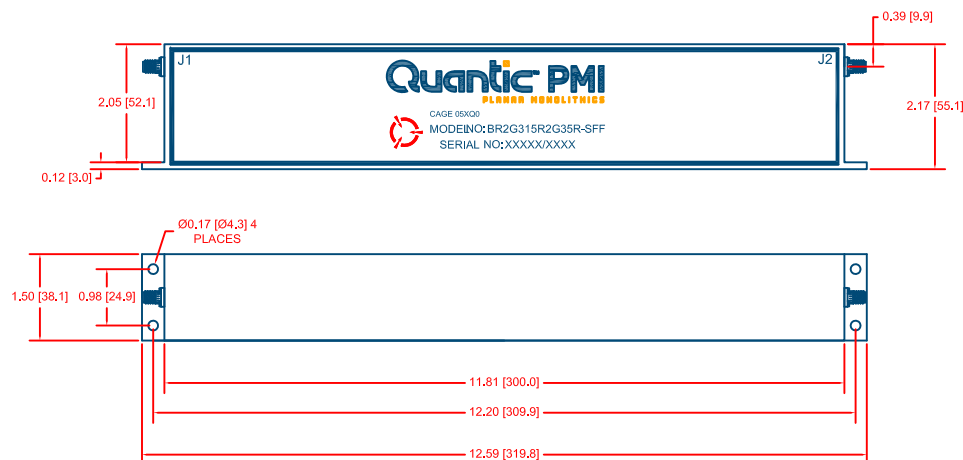 0.39 [9.9]
J1
J2
Quantic PMI
PLANAR MONOLITHICS
2.05 [52.1]
2.17 [55.1]
CAGE 05XQ0
MODELNO: BR2G315R2G35R-SFF
SERIAL NO:XXXXX/XXXX
0.12 [3.0]
Ø0.17 [Ø4.3] 4
PLACES
1.50 [38.1]
0.98 [24.9]
11.81 [300.0]
12.20 [309.9]
12.59 [319.8]